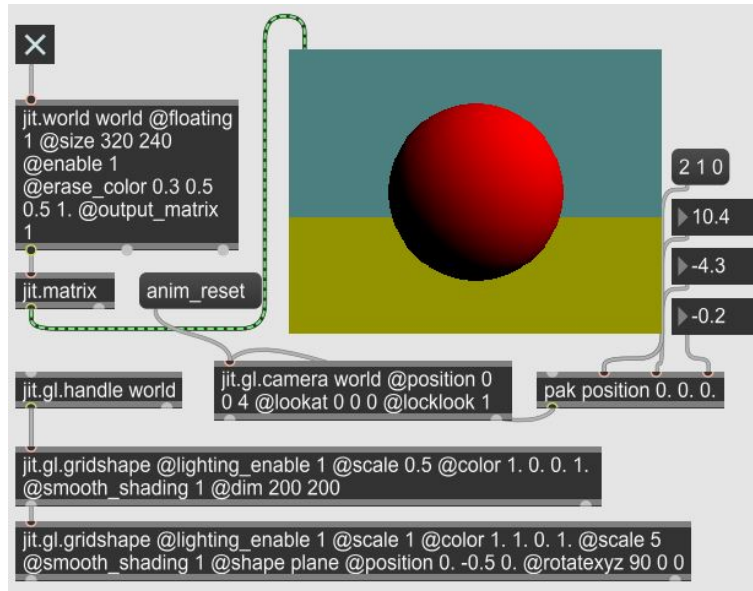 jit.world world @floating
1 @size 320 240
@enable 1
@erase_color 0.3 0.5
0.5 1. @output_matrix
1
2 1 0
10.4
-4.3
-0.2
jit.matrix
anim_reset
jit.gl.handle world
jit.gl.camera world @position 0
0 4 @lookat 0 0 0 @locklook 1
pak position 0. 0. 0.
jit.gl.gridshape @lighting_enable 1 @scale 0.5 @color 1. 0. 0. 1.
@smooth_shading 1 @dim 200 200
jit.gl.gridshape @lighting_enable 1 @scale 1 @color 1. 1. 0. 1. @scale 5
@smooth_shading 1 @shape plane @position 0. -0.5 0. @rotatexyz 90 0 0